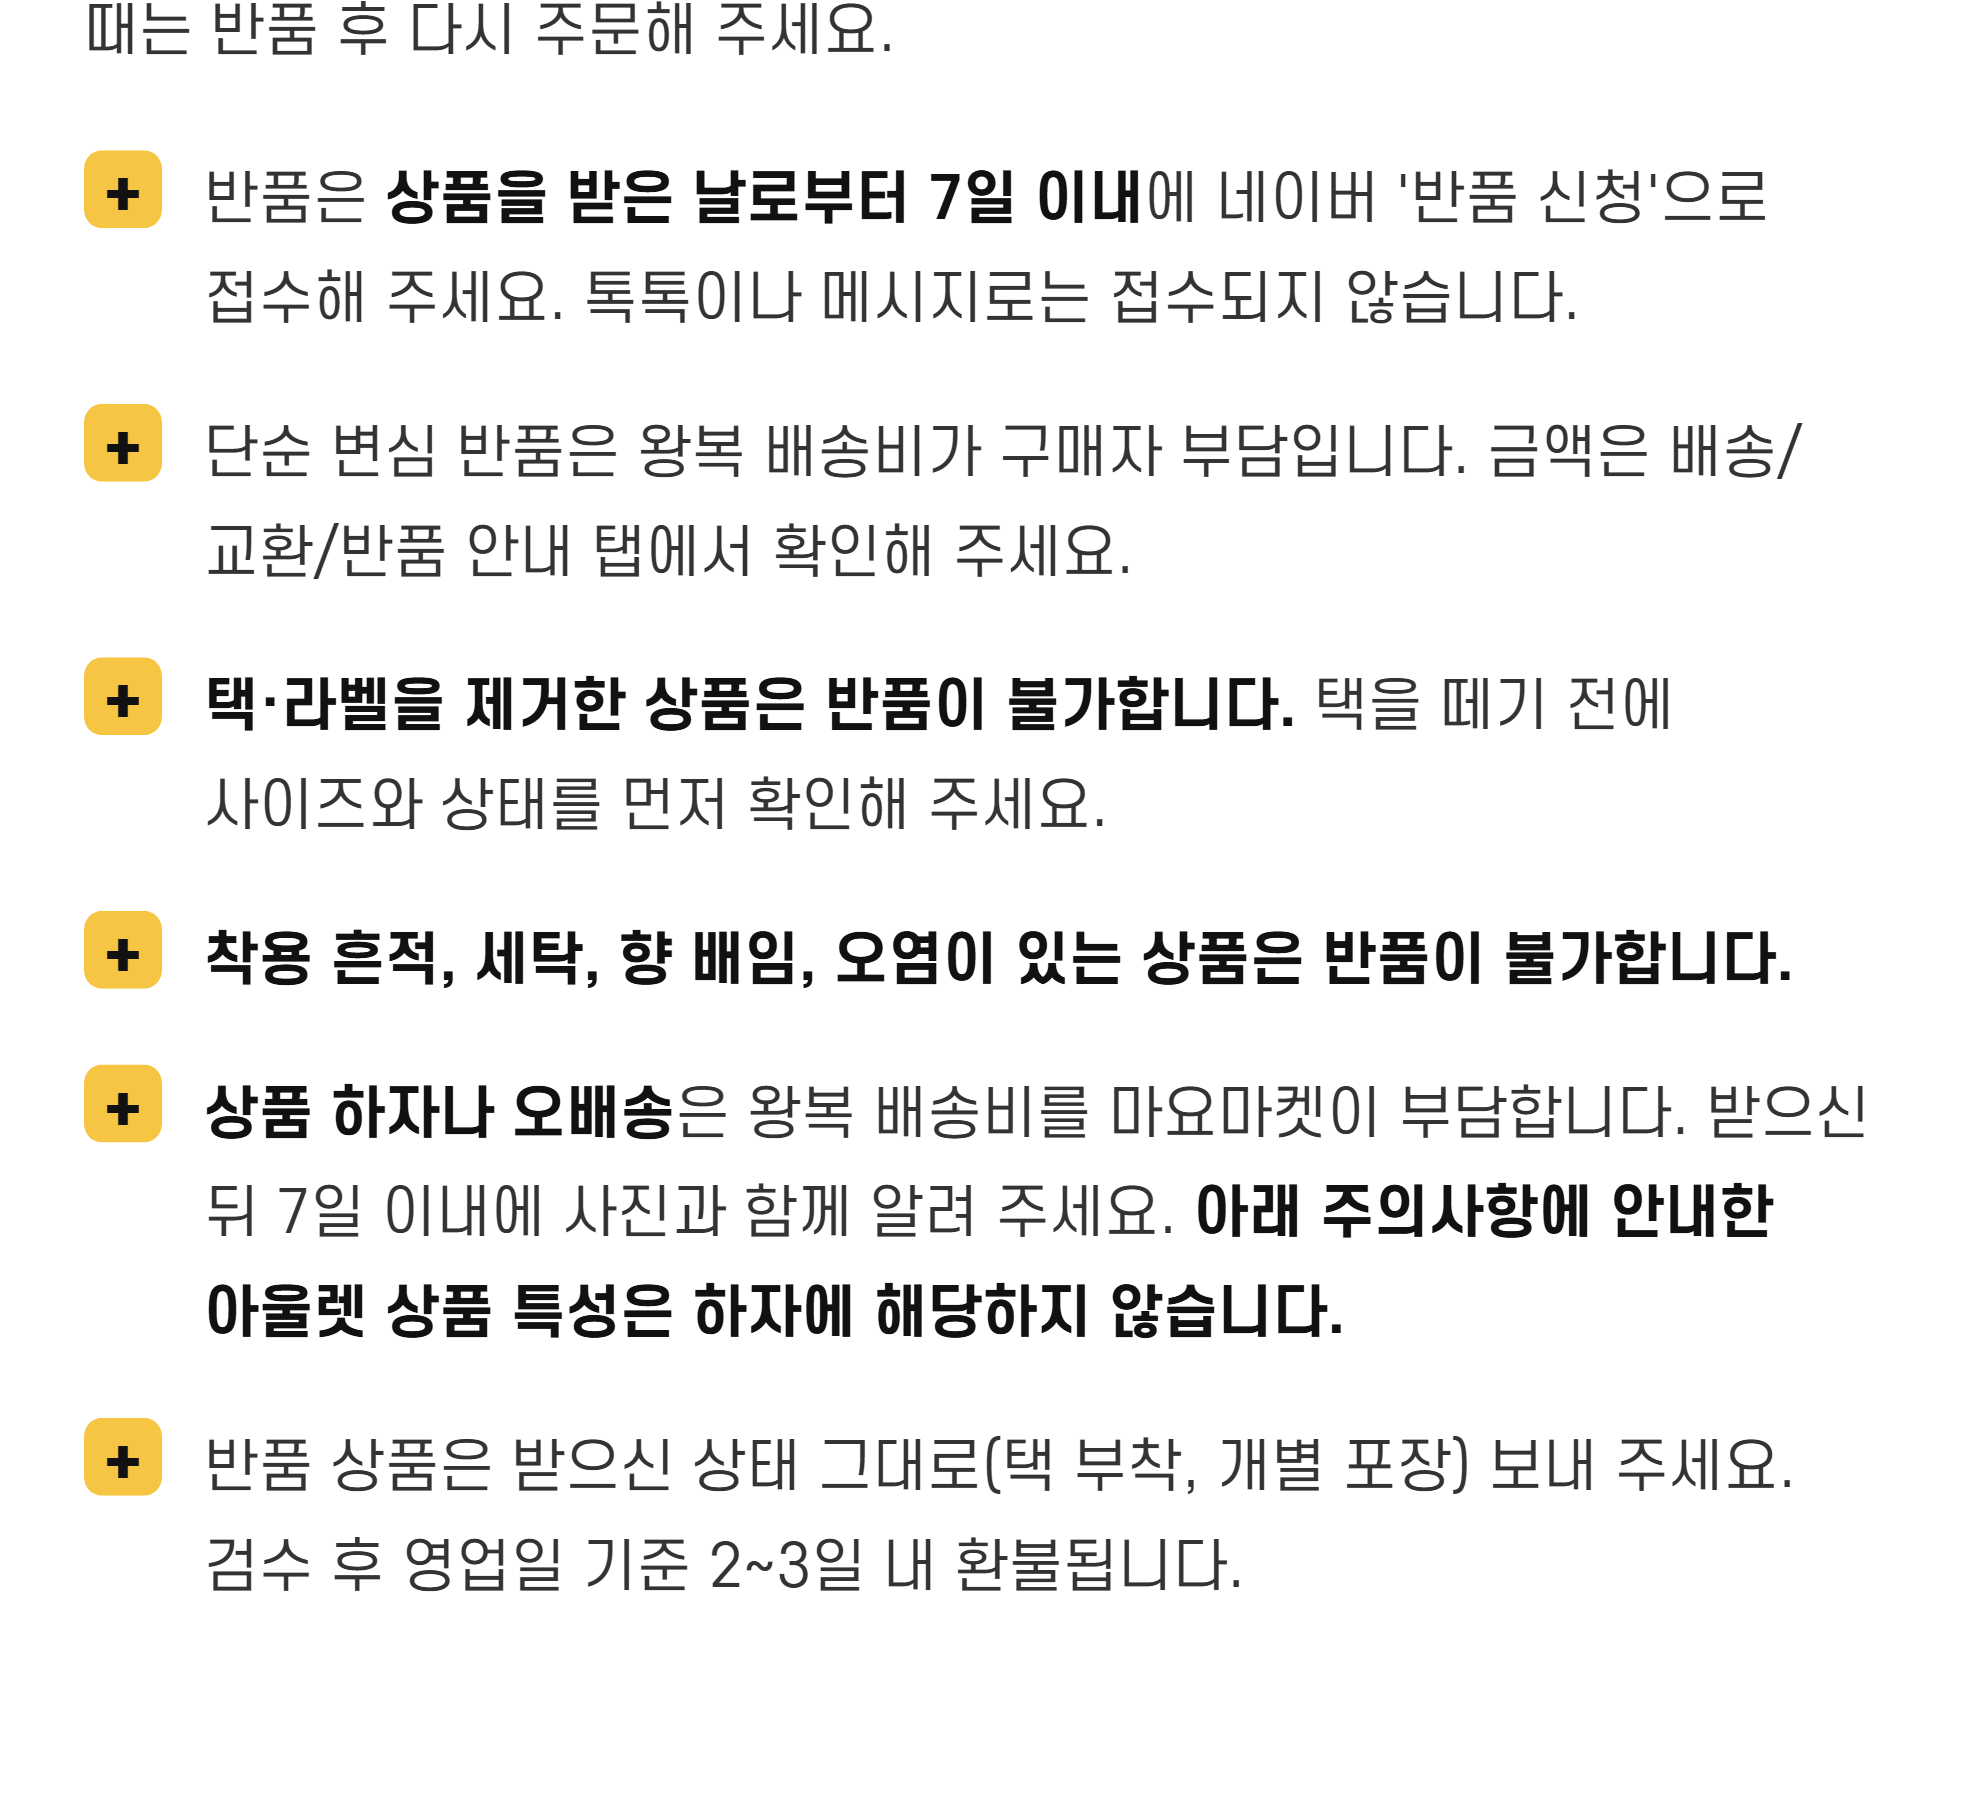 때는 반품 후 다시 주문해 주세요.
반품은 상품을 받은 날로부터 7일 이내에 네이버 '반품 신청'으로
접수해 주세요. 톡톡이나 메시지로는 접수되지 않습니다.
단순 변심 반품은 왕복 배송비가 구매자 부담입니다. 금액은 배송/
교환/반품 안내 탭에서 확인해 주세요.
택·라벨을 제거한 상품은 반품이 불가합니다. 택을 떼기 전에
사이즈와 상태를 먼저 확인해 주세요.
착용 흔적, 세탁, 향 배임, 오염이 있는 상품은 반품이 불가합니다.
상품 하자나 오배송은 왕복 배송비를 마요마켓이 부담합니다. 받으신
뒤 7일 이내에 사진과 함께 알려 주세요. 아래 주의사항에 안내한
아울렛 상품 특성은 하자에 해당하지 않습니다.
반품 상품은 받으신 상태 그대로(택 부착, 개별 포장) 보내 주세요.
검수 후 영업일 기준 2~3일 내 환불됩니다.